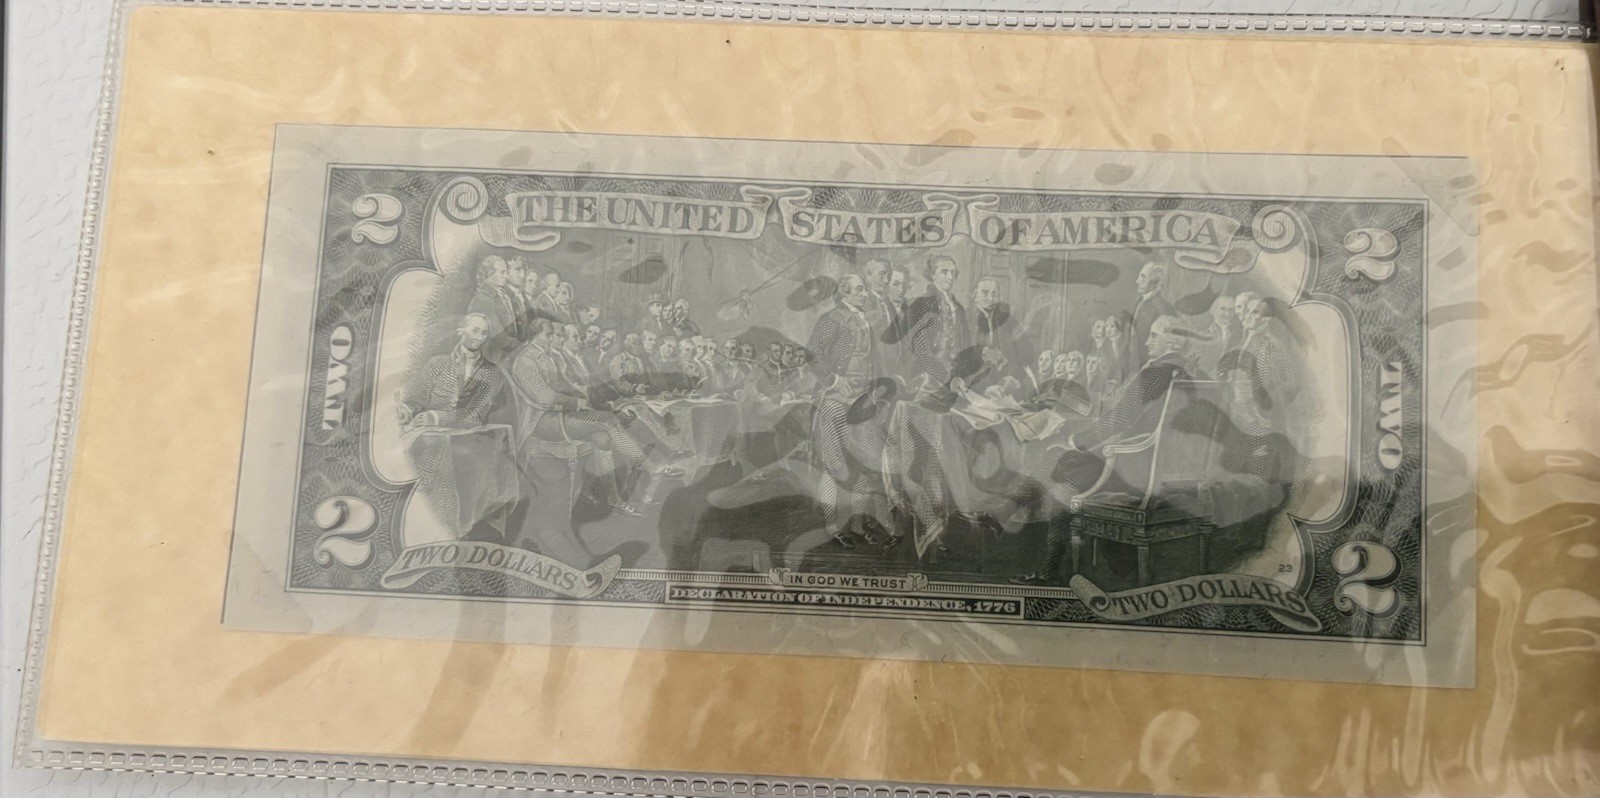 2 THE UNITED STATES OF AMERICA 2
TWO
TWO
2
2
TWO DOLLARS
IN GOD WE TRUST
23
TWO DOLLARS
DECLARATION OF INDEPENDENCE, 1776